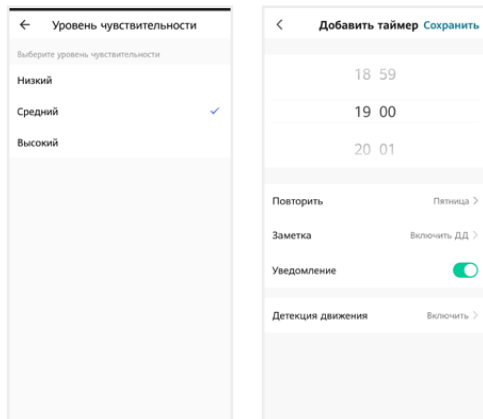 Уровень чувствительности
Выберите уровень чувствительности
Низкий
Средний
Высокий
Добавить таймер Сохранить
18 59
19 00
20 01
Повторить Пятница
Заметка Включить ДД
Уведомление
Детекция движения Включить